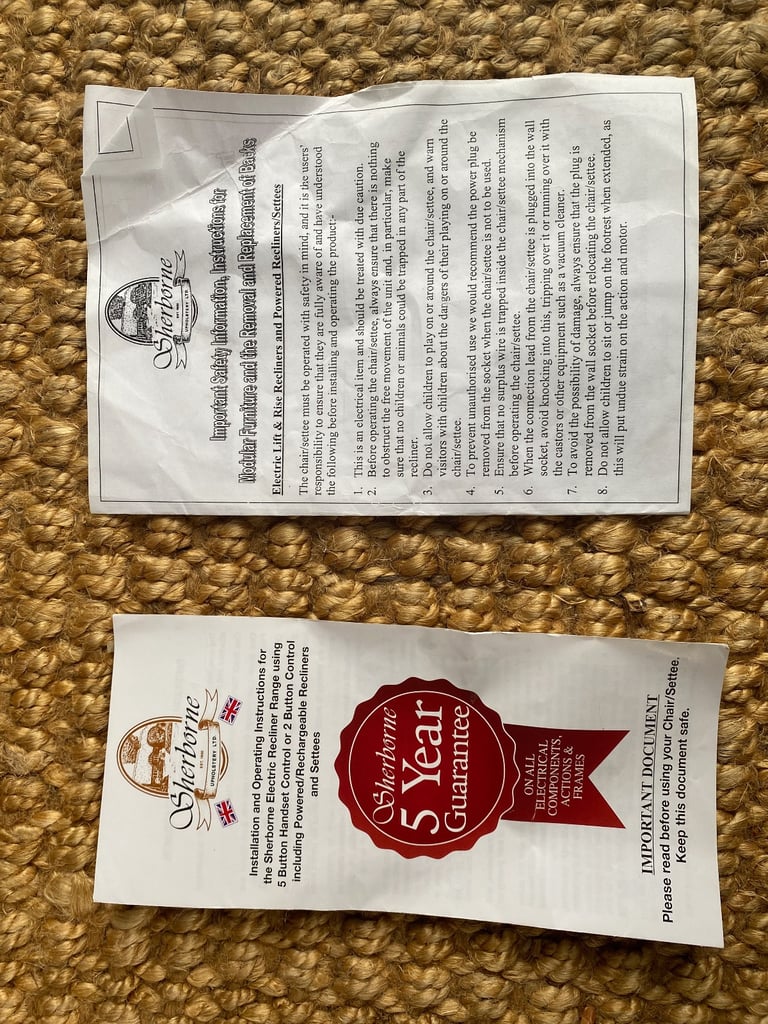 Sherborne
EST. 1930
UPHOLSTERY LTD.
Important Safety Information, Instructions for
Modular Furniture and the Removal and Replacement of Backs
Electric Lift & Rise Recliners and Powered Recliners/Settees
The chair/settee must be operated with safety in mind, and it is the users'
responsibility to ensure that they are fully aware of and have understood
the following before installing and operating the product:-
1. This is an electrical item and should be treated with due caution.
2. Before operating the chair/settee, always ensure that there is nothing
to obstruct the free movement of the unit and, in particular, make
sure that no children or animals could be trapped in any part of the
recliner.
3. Do not allow children to play on or around the chair/settee, and warn
visitors with children about the dangers of their playing on or around the
chair/settee.
4. To prevent unauthorised use we would recommend the power plug be
removed from the socket when the chair/settee is not to be used.
5. Ensure that no surplus wire is trapped inside the chair/settee mechanism
before operating the chair/settee.
6. When the connection lead from the chair/settee is plugged into the wall
socket, avoid knocking into this, tripping over it or running over it with
the castors or other equipment such as a vacuum cleaner.
7. To avoid the possibility of damage, always ensure that the plug is
removed from the wall socket before relocating the chair/settee.
8. Do not allow children to sit or jump on the footrest when extended, as
this will put undue strain on the action and motor.
Sherborne
EST. 1930
UPHOLSTERY LTD.
Installation and Operating Instructions for
the Sherborne Electric Recliner Range using
5 Button Handset Control or 2 Button Control
including Powered/Rechargeable Recliners
and Settees
Sherborne
5 Year
Guarantee
ON ALL
ELECTRICAL
COMPONENTS,
ACTIONS &
FRAMES
IMPORTANT DOCUMENT
Please read before using your Chair/Settee.
Keep this document safe.